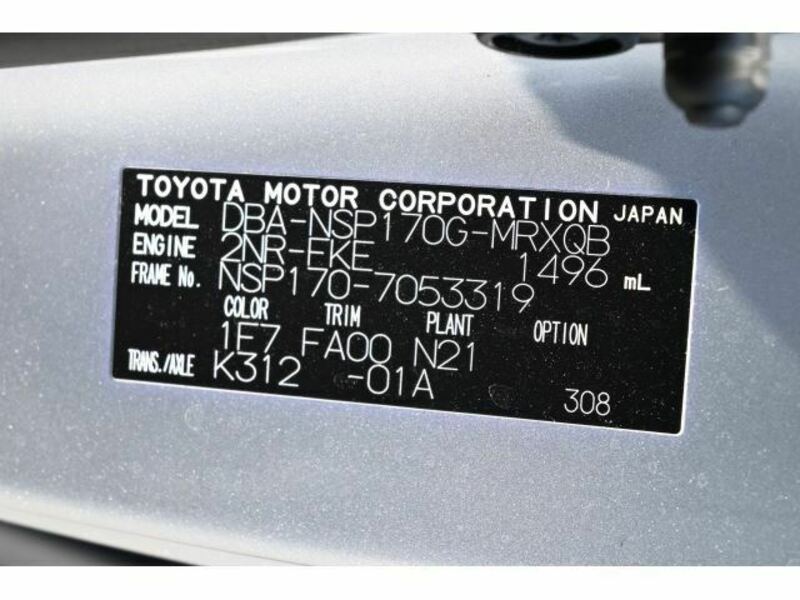 TOYOTA MOTOR CORPORATION JAPAN
MODEL DBA-NSP170G-MRXQB
ENGINE 2NR-FKE 1496 mL
FRAME No. NSP170-7053319
COLOR TRIM PLANT OPTION
1E7 FA00 N21
TRANS./AXLE K312 -01A
308